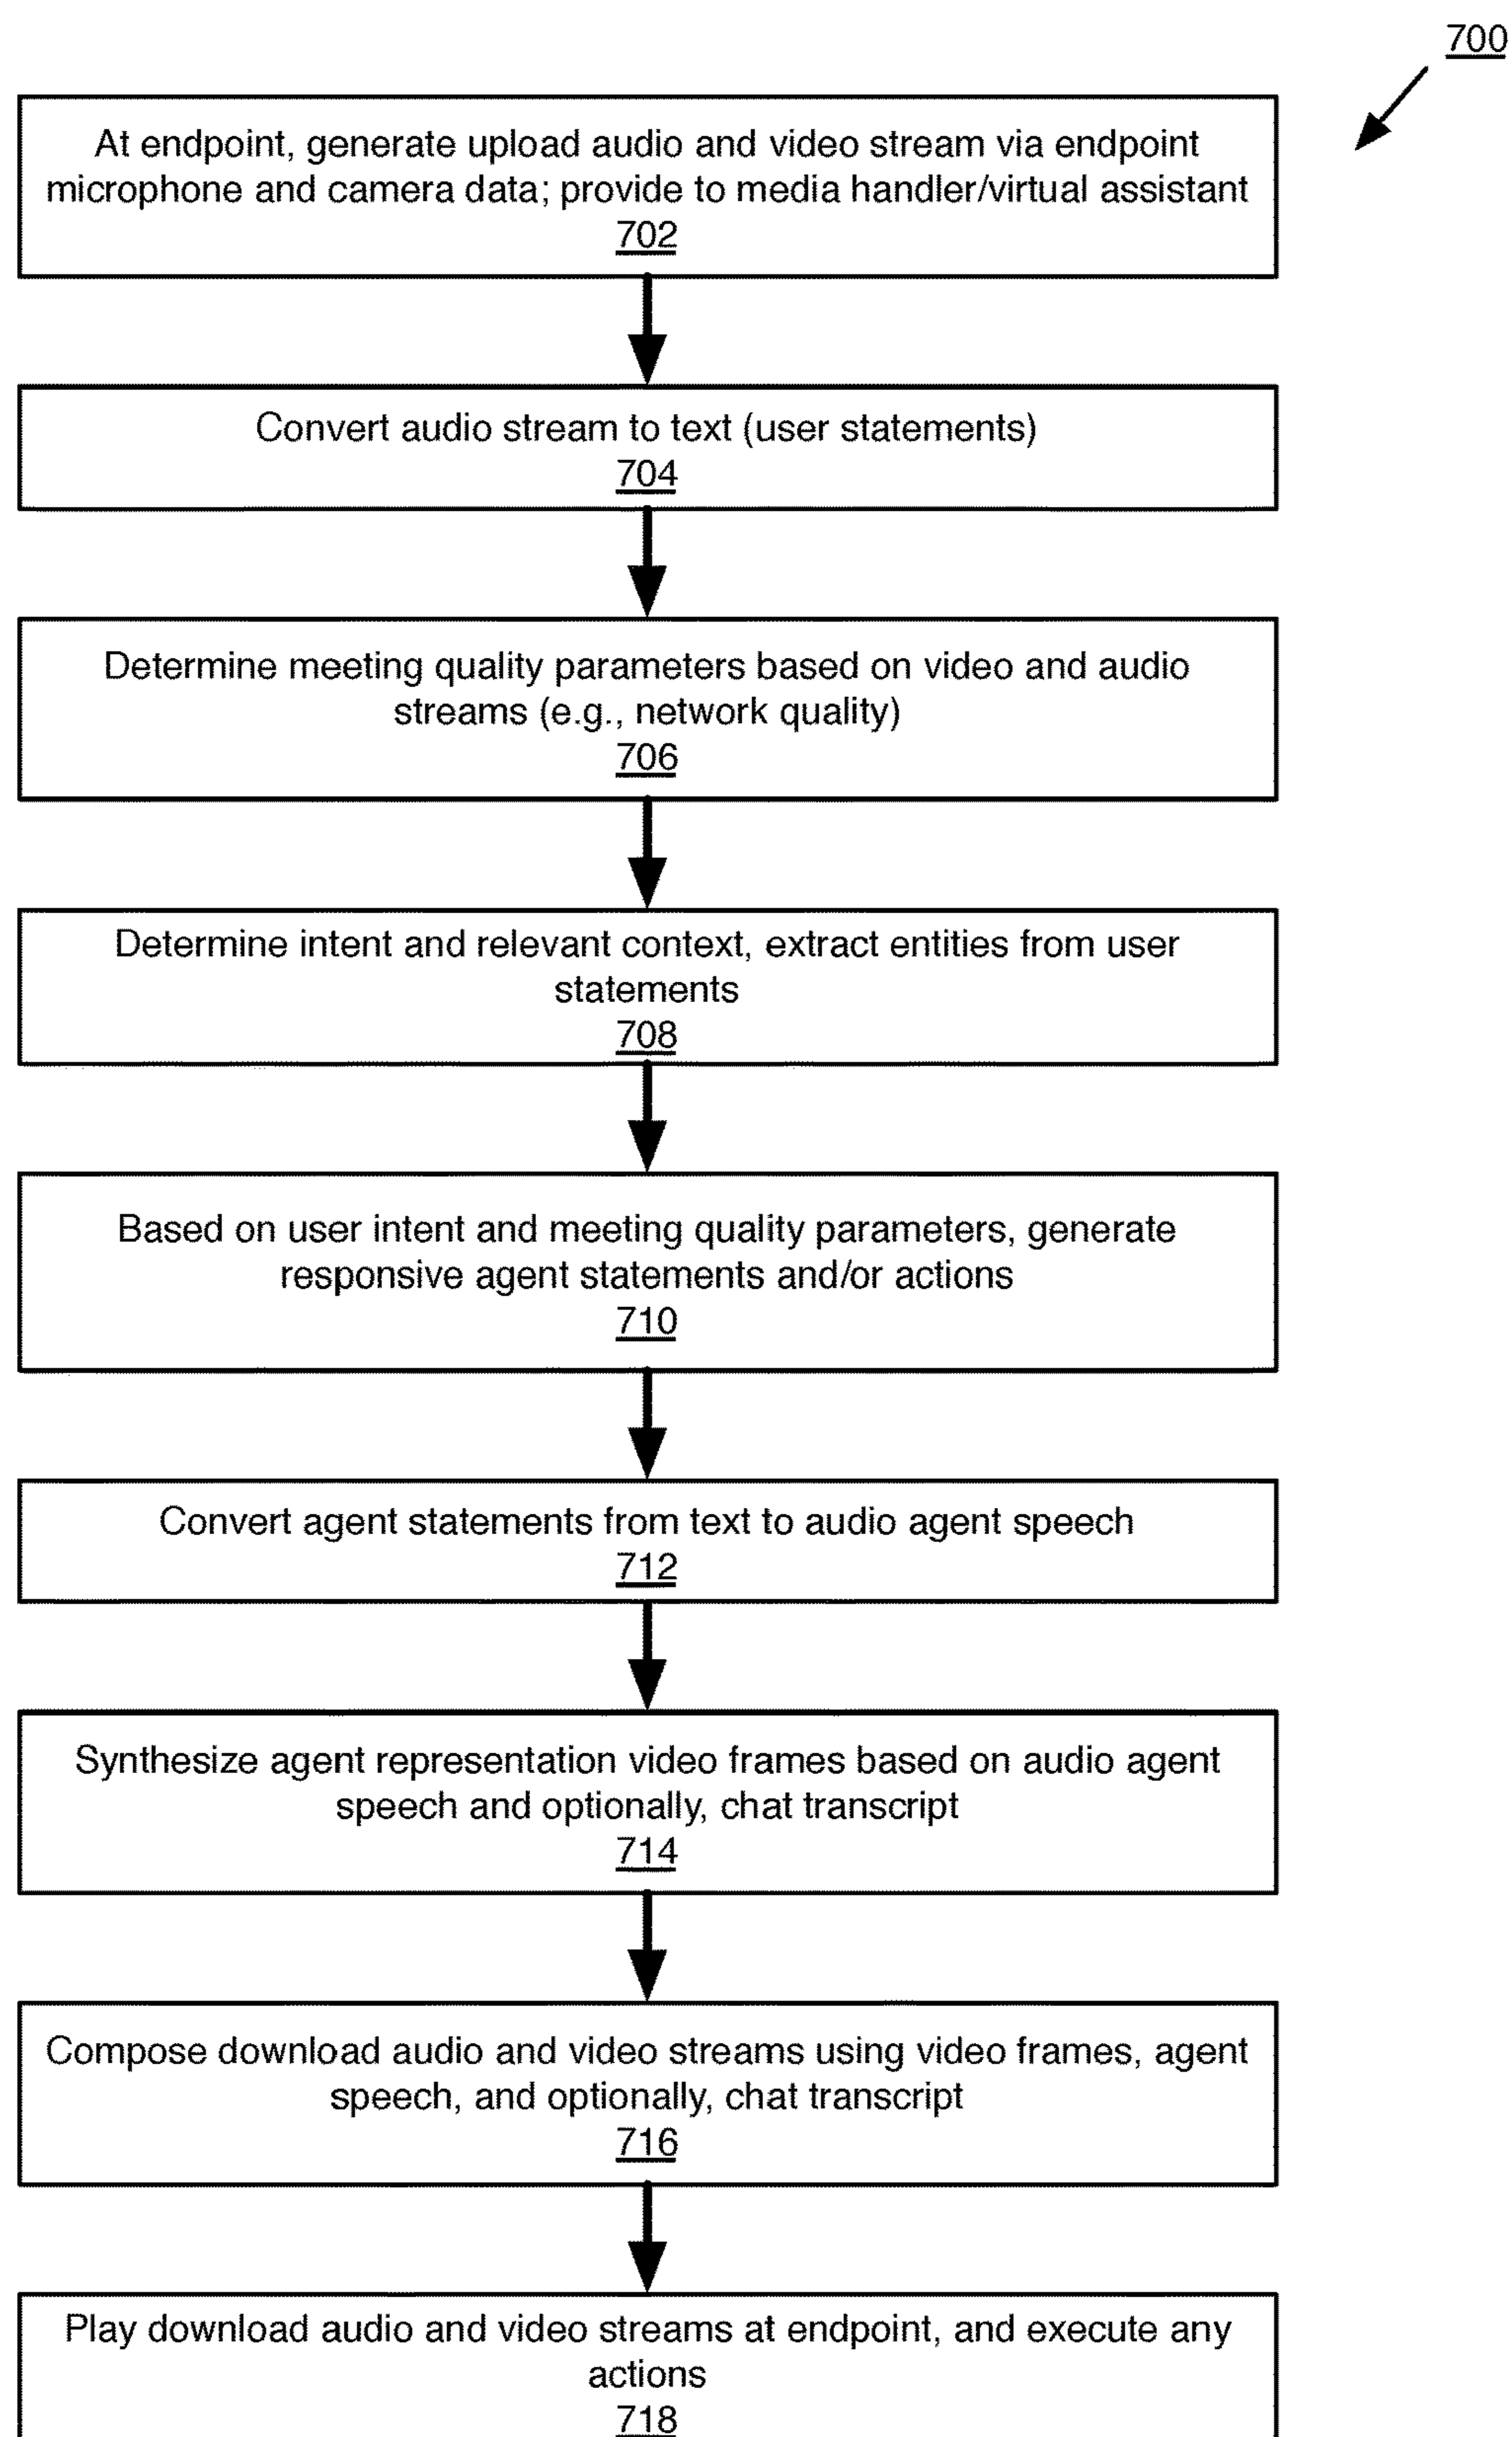 700
At endpoint, generate upload audio and video stream via endpoint
microphone and camera data; provide to media handler/virtual assistant
702
Convert audio stream to text (user statements)
704
Determine meeting quality parameters based on video and audio
streams (e.g., network quality)
706
Determine intent and relevant context, extract entities from user
statements
708
Based on user intent and meeting quality parameters, generate
responsive agent statements and/or actions
710
Convert agent statements from text to audio agent speech
712
Synthesize agent representation video frames based on audio agent
speech and optionally, chat transcript
714
Compose download audio and video streams using video frames, agent
speech, and optionally, chat transcript
716
Play download audio and video streams at endpoint, and execute any
actions
718